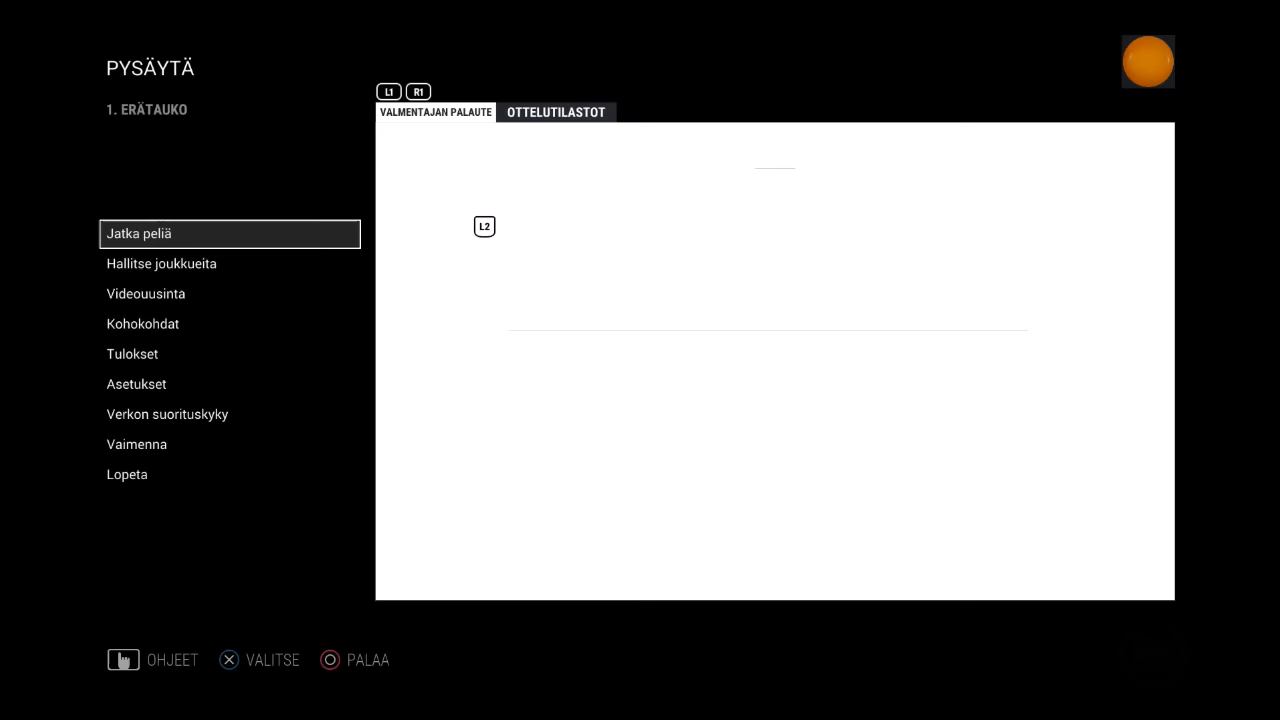 PYSÄYTÄ
1. ERÄTAUKO
L1 R1
VALMENTAJAN PALAUTE OTTELUTILASTOT
L2
Jatka peliä
Hallitse joukkueita
Videouusinta
Kohokohdat
Tulokset
Asetukset
Verkon suorituskyky
Vaimenna
Lopeta
OHJEET VALITSE PALAA